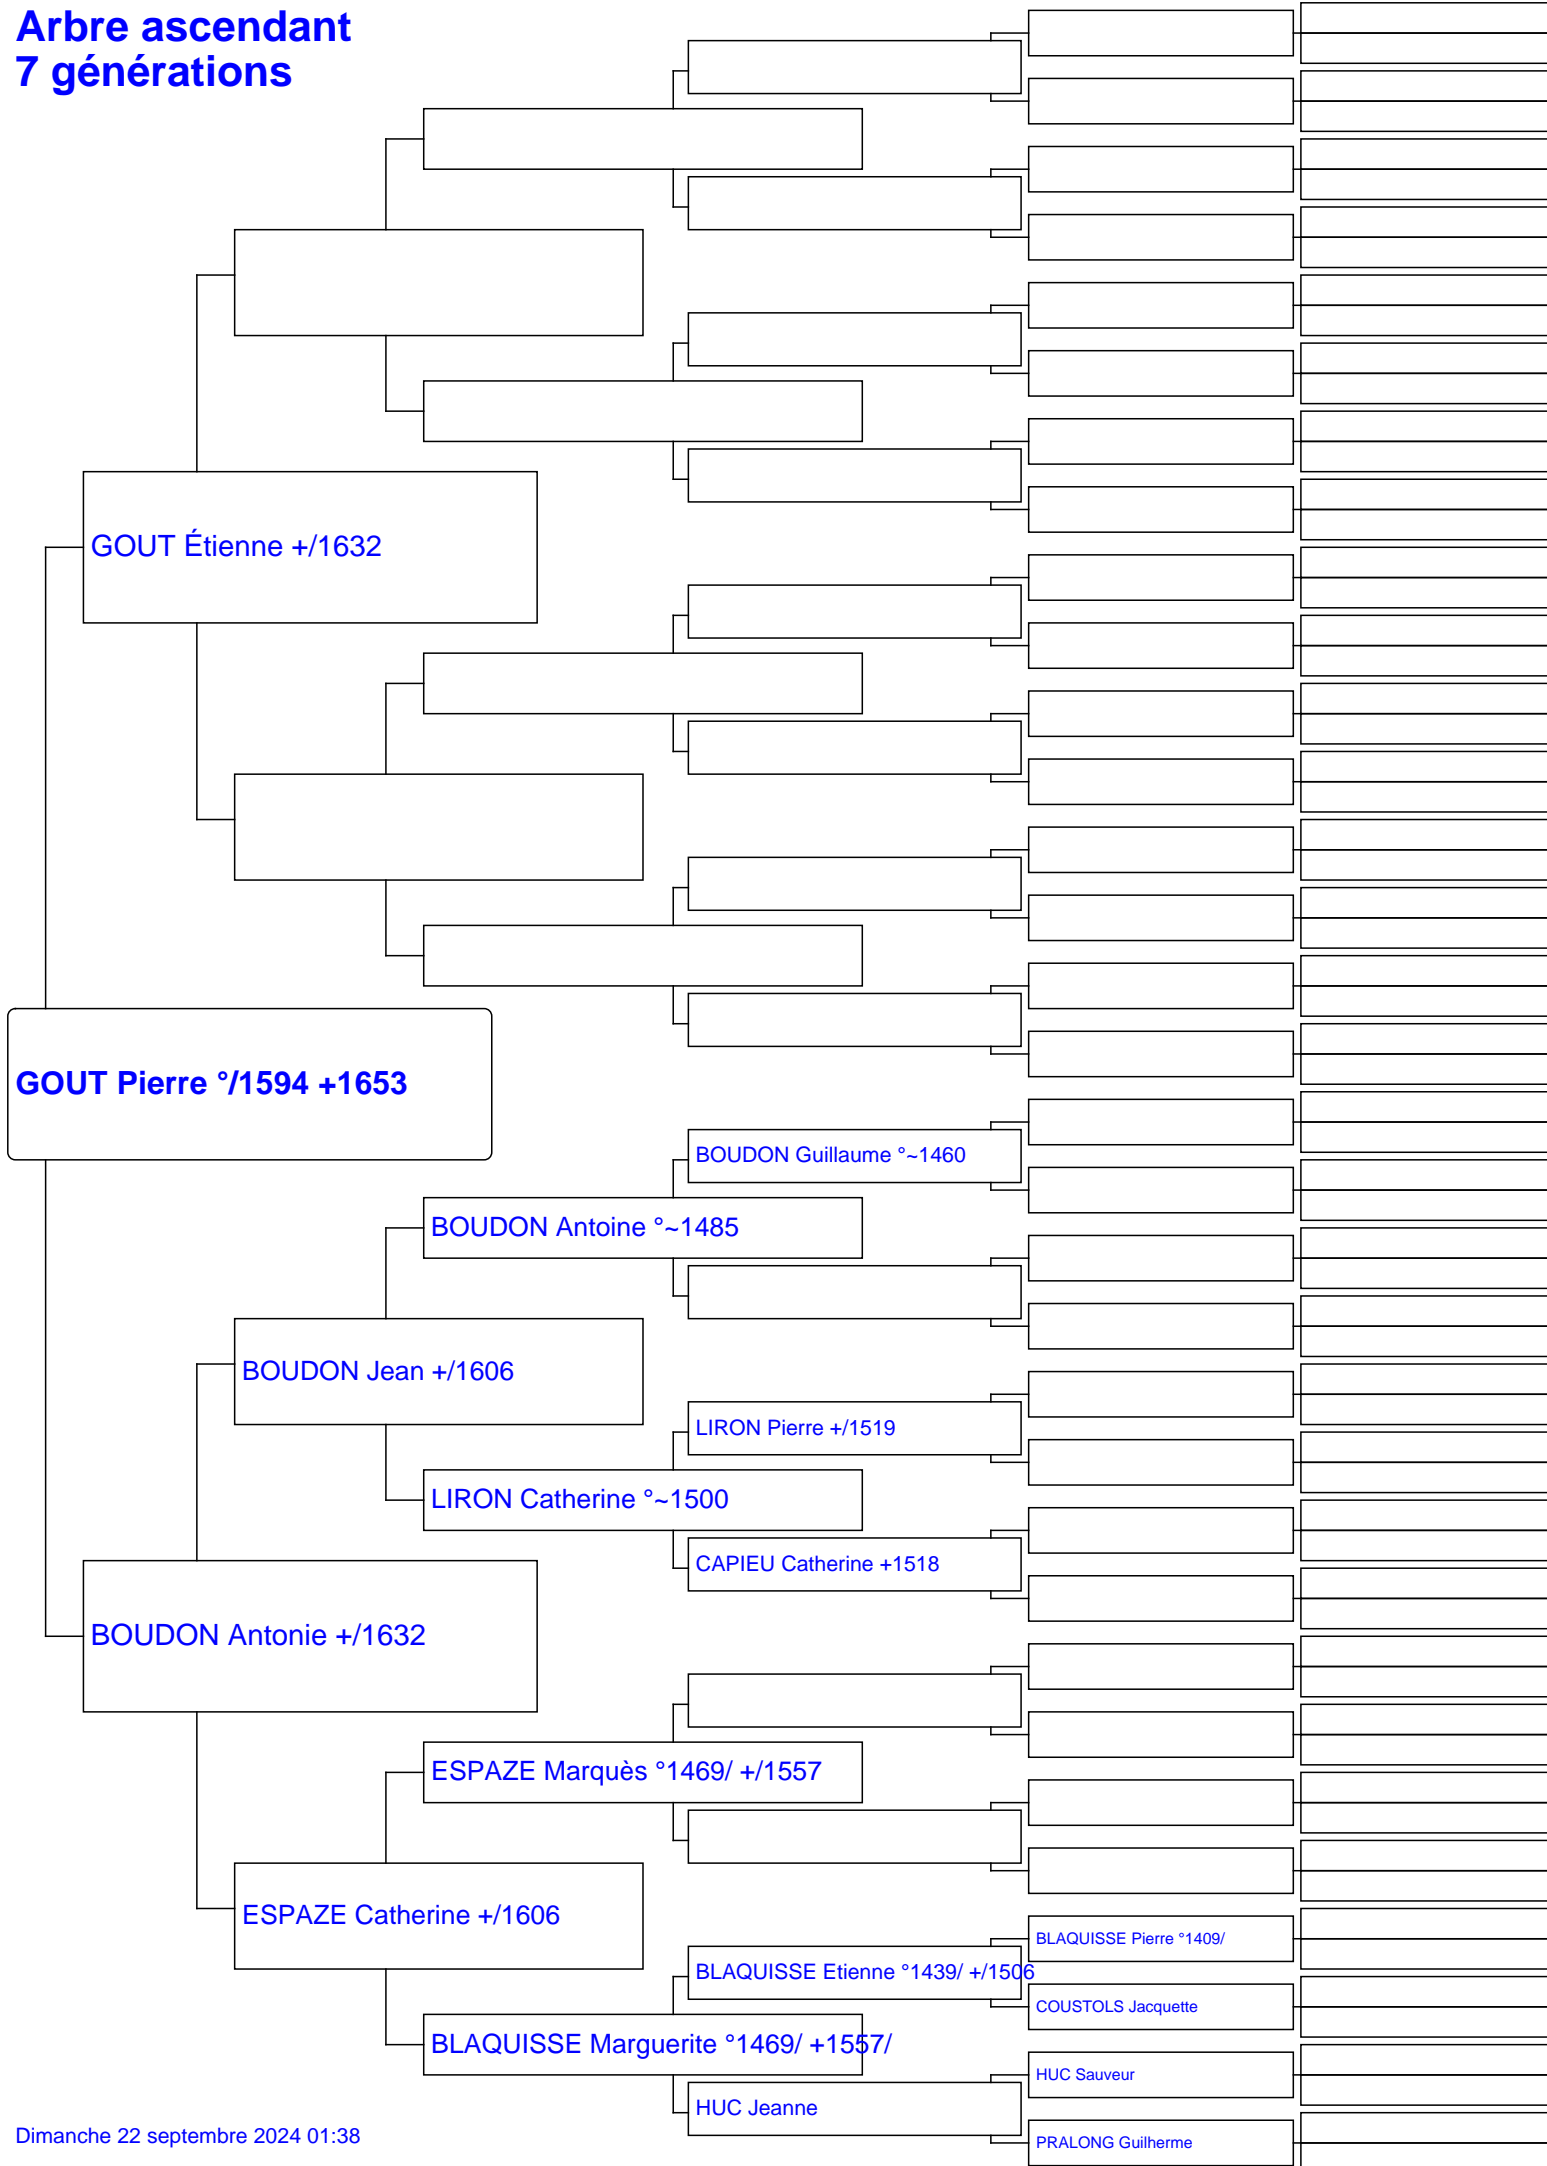 Arbre ascendant
7 générations
GOUT Étienne +/1632
GOUT Pierre °/1594 +1653
BOUDON Guillaume °~1460
BOUDON Antoine °~1485
BOUDON Jean +/1606
LIRON Pierre +/1519
LIRON Catherine °~1500
CAPIEU Catherine +1518
BOUDON Antonie +/1632
ESPAZE Marquès °1469/ +/1557
ESPAZE Catherine +/1606
BLAQUISSE Pierre °1409/
BLAQUISSE Etienne °1439/ +/1506
COUSTOLS Jacquette
BLAQUISSE Marguerite °1469/ +1557/
HUC Sauveur
HUC Jeanne
PRALONG Guilherme
Dimanche 22 septembre 2024 01:38